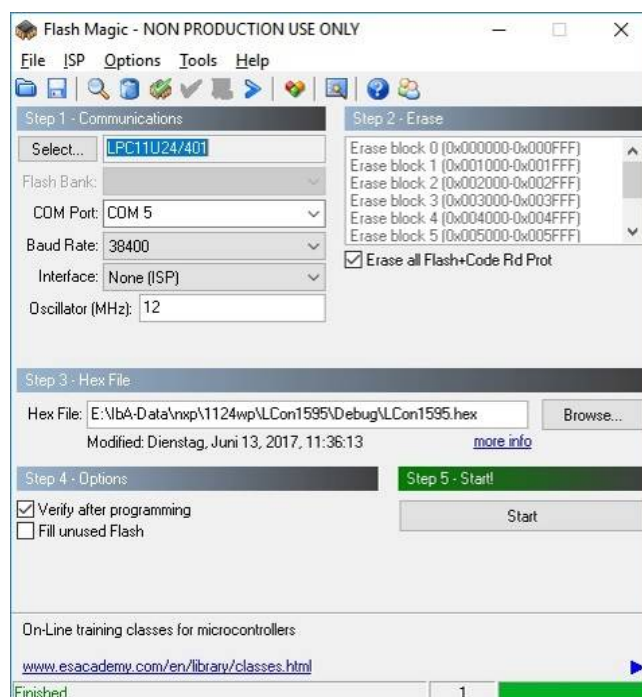 Flash Magic - NON PRODUCTION USE ONLY
File ISP Options Tools Help
Step 1 - Communications
Select... LPC11U24/401
Flash Bank:
COM Port: COM 5
Baud Rate: 38400
Interface: None (ISP)
Oscillator (MHz): 12
Step 2 - Erase
Erase block 0 (0x000000-0x000FFF)
Erase block 1 (0x001000-0x001FFF)
Erase block 2 (0x002000-0x002FFF)
Erase block 3 (0x003000-0x003FFF)
Erase block 4 (0x004000-0x004FFF)
Erase block 5 (0x005000-0x005FFF)
Erase all Flash+Code Rd Prot
Step 3 - Hex File
Hex File: E:\IbA-Data\nxp\1124wp\LCon1595\Debug\LCon1595.hex Browse...
Modified: Dienstag, Juni 13, 2017, 11:36:13 more info
Step 4 - Options
Verify after programming
Fill unused Flash
Step 5 - Start!
Start
On-Line training classes for microcontrollers
www.esacademy.com/en/library/classes.html
Finished 1